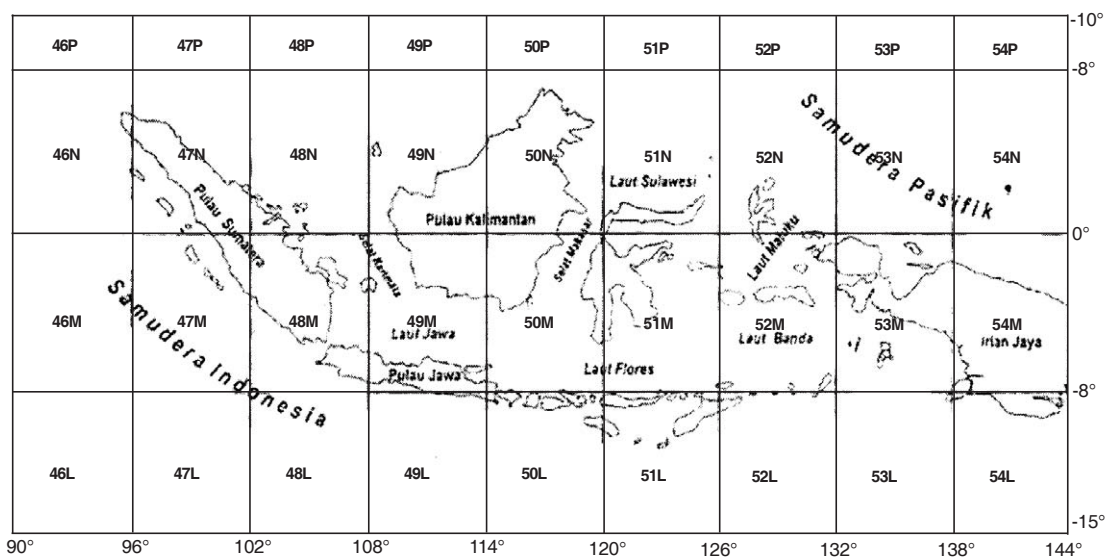 46P 47P 48P 49P 50P 51P 52P 53P 54P -10°
-8°
Samudera Pasifik
46N 47N 48N 49N 50N 51N 52N 53N 54N
Laut Sulawesi
Pulau Sumatera
Pulau Kalimantan
0°
Selat Karimata
Selat Makasar
Laut Maluku
Samudera Indonesia
46M 47M 48M 49M 50M 51M 52M 53M 54M
Laut Jawa
Laut Banda
Irian Jaya
Pulau Jawa
Laut Flores
-8°
46L 47L 48L 49L 50L 51L 52L 53L 54L
-15°
90° 96° 102° 108° 114° 120° 126° 132° 138° 144°